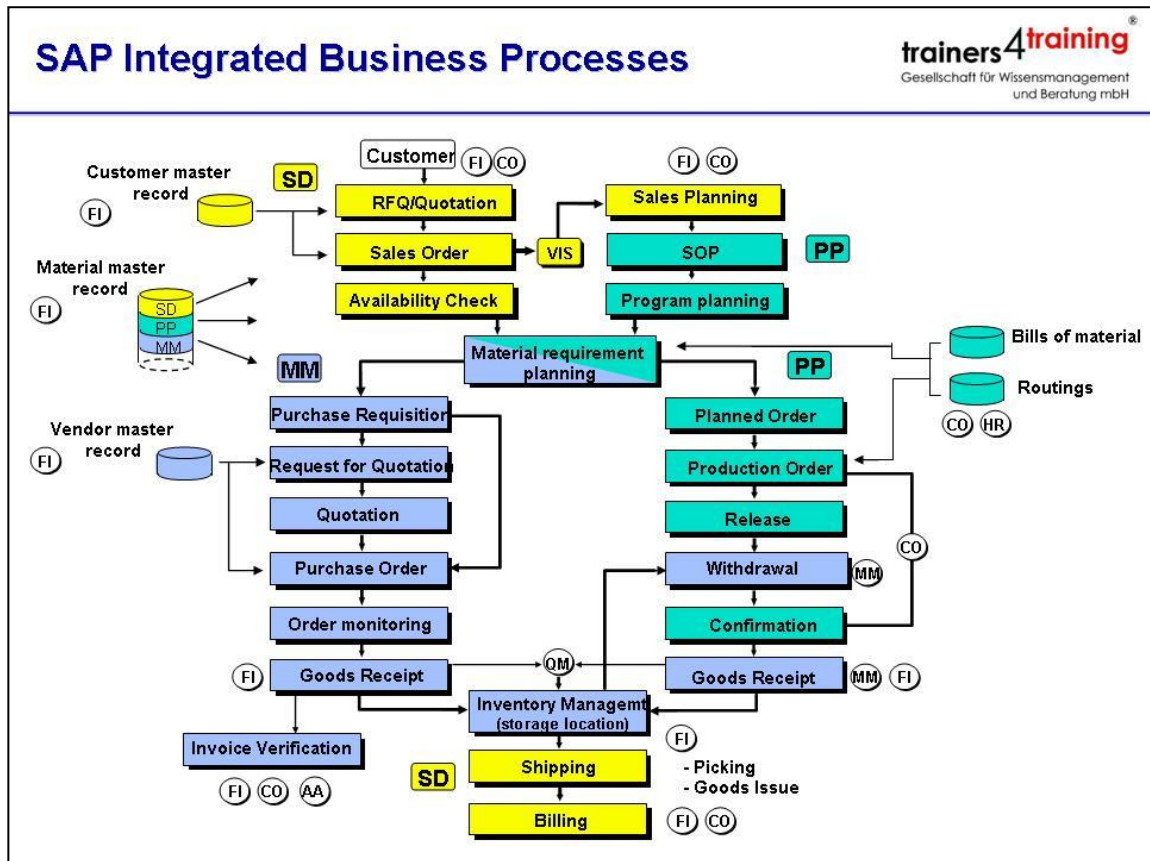 SAP Integrated Business Processes
trainers4training®
Gesellschaft für Wissensmanagement
und Beratung mbH
Customer master
record
FI
SD
Customer
FI CO
RFQ/Quotation
Sales Order
VIS
Availability Check
FI CO
Sales Planning
SOP
PP
Program planning
Material master
record
FI
SD
PP
MM
MM
Material requirement
planning
PP
Bills of material
Routings
CO HR
Vendor master
record
FI
Purchase Requisition
Request for Quotation
Quotation
Purchase Order
Order monitoring
FI
Goods Receipt
Invoice Verification
FI CO AA
Planned Order
Production Order
Release
CO
Withdrawal
MM
Confirmation
Goods Receipt
MM FI
QM
Inventory Managemt
(storage location)
FI
SD
Shipping
- Picking
- Goods Issue
Billing
FI CO